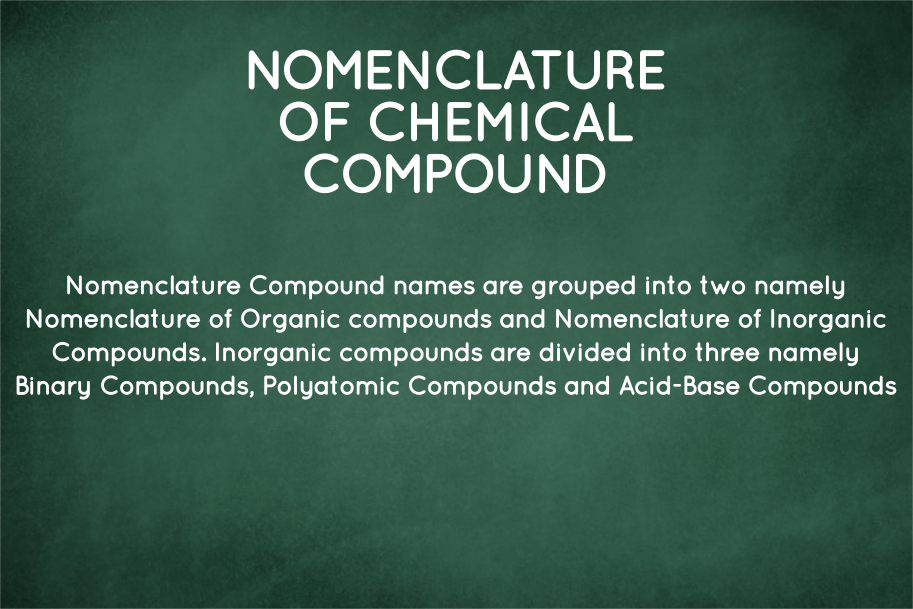 NOMENCLATURE
OF CHEMICAL
COMPOUND
Nomenclature Compound names are grouped into two namely
Nomenclature of Organic compounds and Nomenclature of Inorganic
Compounds. Inorganic compounds are divided into three namely
Binary Compounds, Polyatomic Compounds and Acid-Base Compounds